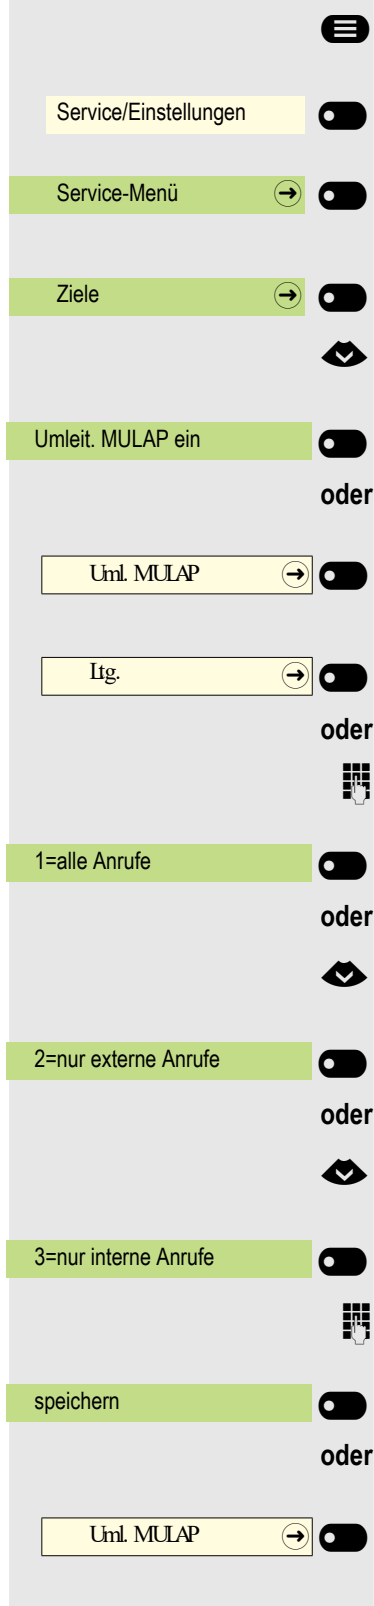 Service/Einstellungen
Service-Menü
Ziele
Umleit. MULAP ein
oder
Uml. MULAP
Ltg.
oder
1=alle Anrufe
oder
2=nur externe Anrufe
oder
3=nur interne Anrufe
speichern
oder
Uml. MULAP